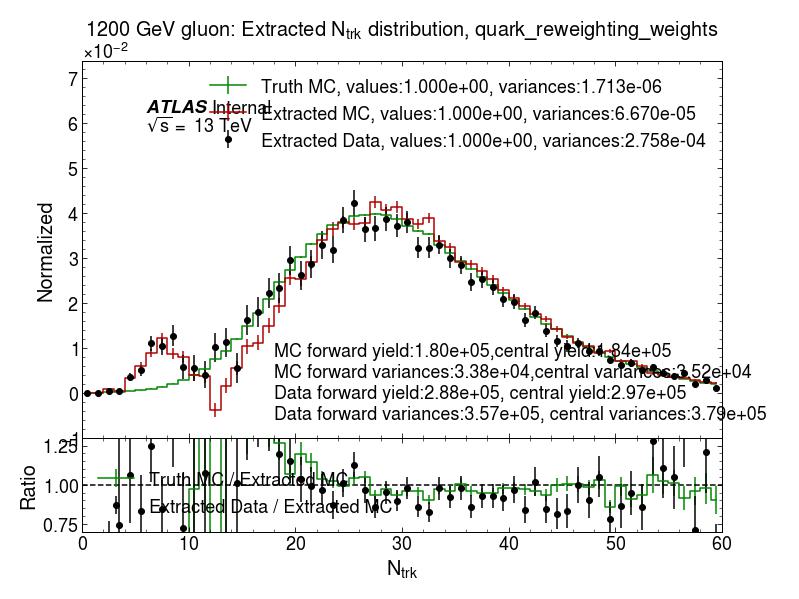 1200 GeV gluon: Extracted Ntrk distribution, quark_reweighting_weights
×10−2
Truth MC, values:1.000e+00, variances:1.713e-06
ATLAS Internal
Extracted MC, values:1.000e+00, variances:6.670e-05
√s = 13 TeV
Extracted Data, values:1.000e+00, variances:2.758e-04
7
6
5
4
3
2
1
0
Normalized
MC forward yield:1.80e+05,central yield:1.84e+05
MC forward variances:3.38e+04,central variances:3.52e+04
Data forward yield:2.88e+05, central yield:2.97e+05
Data forward variances:3.57e+05, central variances:3.79e+05
1.25
1.00
0.75
Ratio
Truth MC / Extracted MC
Extracted Data / Extracted MC
0 10 20 30 40 50 60
Ntrk